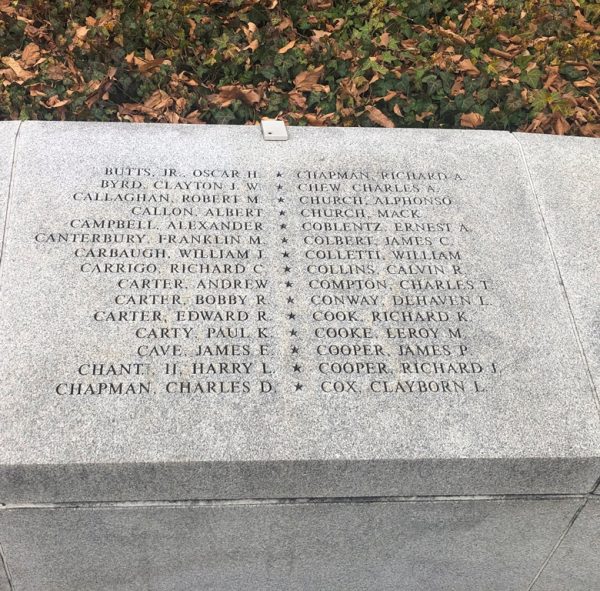 BUTTS, JR., OSCAR H. ★ CHAPMAN, RICHARD A.
BYRD, CLAYTON J. W. ★ CHEW, CHARLES A.
CALLAGHAN, ROBERT M. ★ CHURCH, ALPHONSO
CALLON, ALBERT ★ CHURCH, MACK
CAMPBELL, ALEXANDER ★ COBLENTZ, ERNEST A.
CANTERBURY, FRANKLIN M. ★ COLBERT, JAMES C.
CARBAUGH, WILLIAM J. ★ COLLETTI, WILLIAM
CARRIGO, RICHARD C. ★ COLLINS, CALVIN R.
CARTER, ANDREW ★ COMPTON, CHARLES T.
CARTER, BOBBY R. ★ CONWAY, DEHAVEN L.
CARTER, EDWARD R. ★ COOK, RICHARD K.
CARTY, PAUL K. ★ COOKE, LEROY M.
CAVE, JAMES E. ★ COOPER, JAMES P.
CHANT, II, HARRY L. ★ COOPER, RICHARD J.
CHAPMAN, CHARLES D. ★ COX, CLAYBORN L.